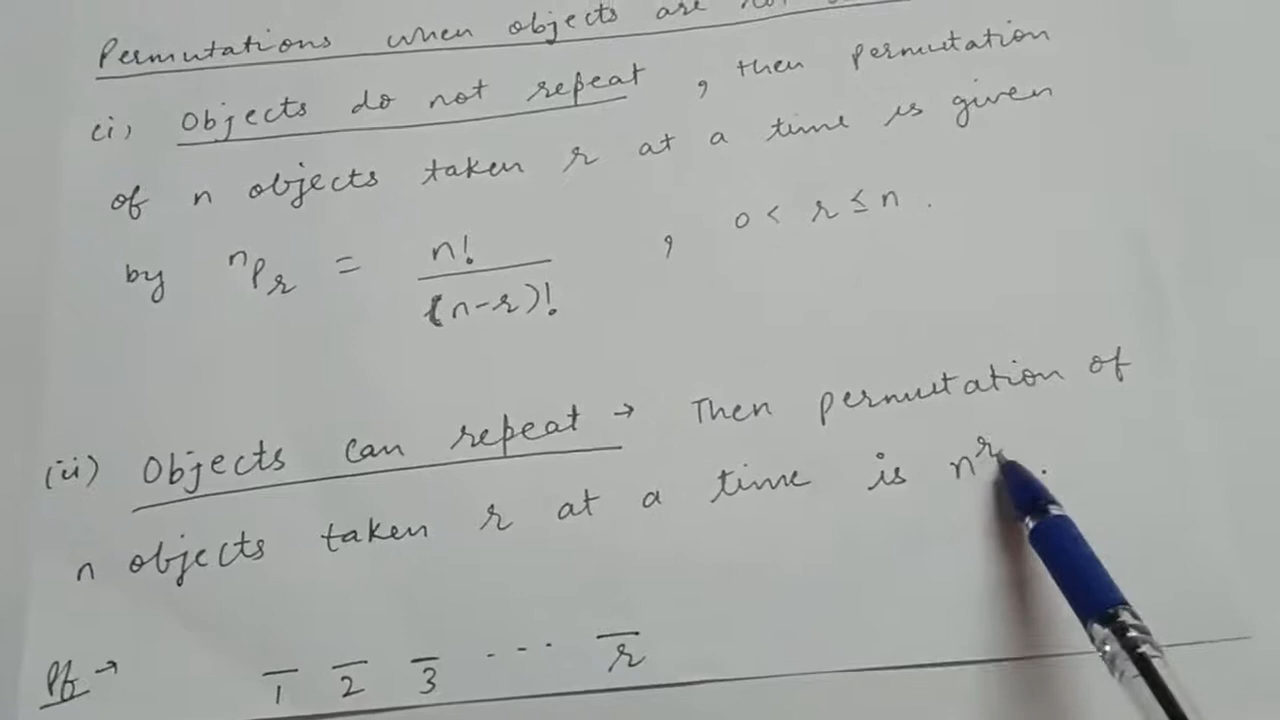 Permutations when objects are
(i) Objects do not repeat, then permutation
of n objects taken r at a time is given
by ⁿPᵣ = n!/(n-r)! , 0 < r ≤ n.
(ii) Objects can repeat → Then permutation of
n objects taken r at a time is nʳ.
Pf → 1 2 3 ... r